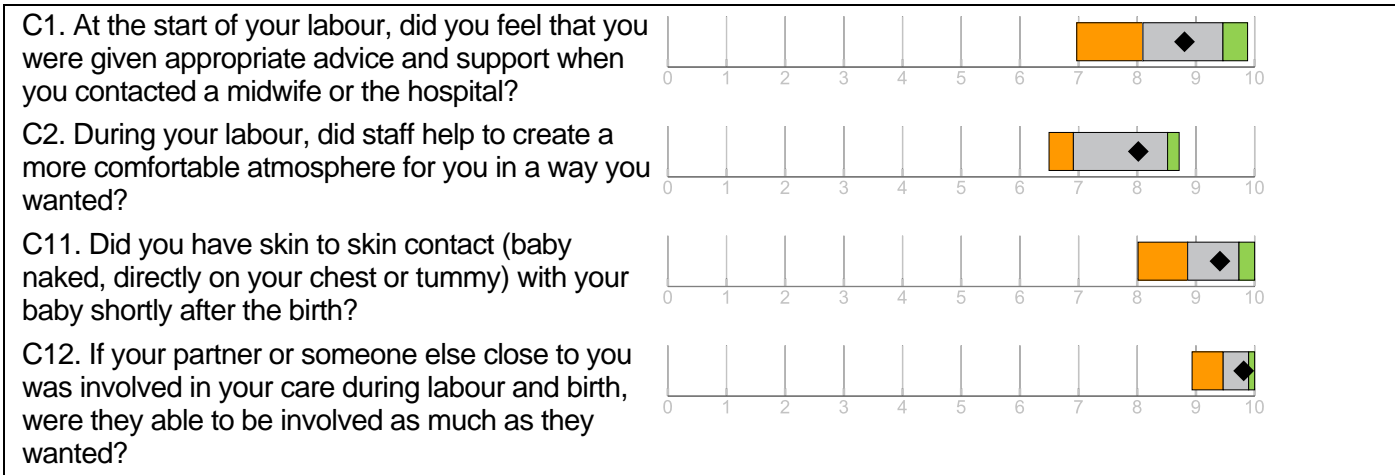 C1. At the start of your labour, did you feel that you
were given appropriate advice and support when
you contacted a midwife or the hospital?
0 1 2 3 4 5 6 7 8 9 10
C2. During your labour, did staff help to create a
more comfortable atmosphere for you in a way you
wanted?
0 1 2 3 4 5 6 7 8 9 10
C11. Did you have skin to skin contact (baby
naked, directly on your chest or tummy) with your
baby shortly after the birth?
0 1 2 3 4 5 6 7 8 9 10
C12. If your partner or someone else close to you
was involved in your care during labour and birth,
were they able to be involved as much as they
wanted?
0 1 2 3 4 5 6 7 8 9 10